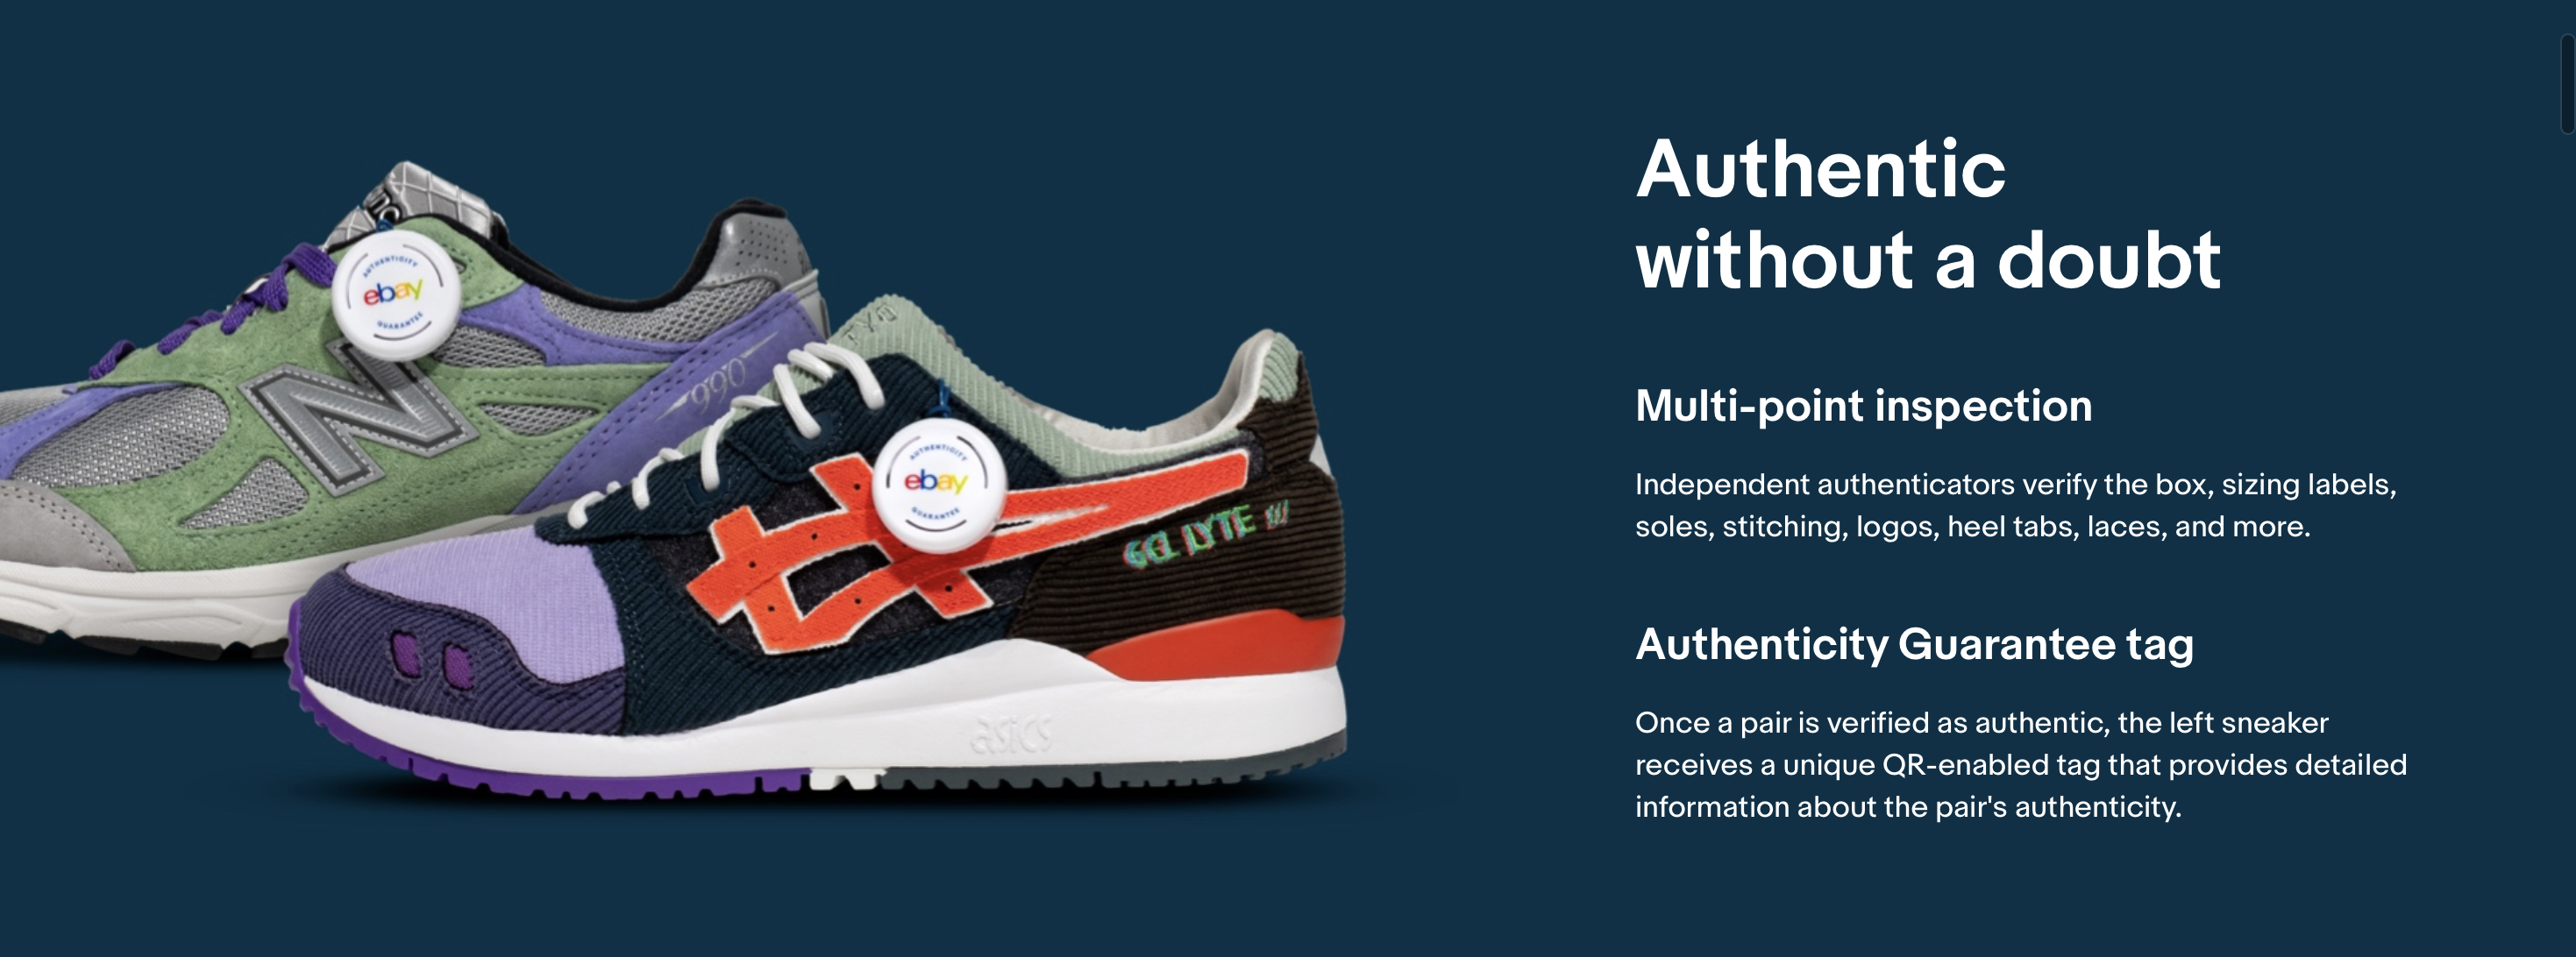 Authentic
without a doubt
Multi-point inspection
Independent authenticators verify the box, sizing labels,
soles, stitching, logos, heel tabs, laces, and more.
Authenticity Guarantee tag
Once a pair is verified as authentic, the left sneaker
receives a unique QR-enabled tag that provides detailed
information about the pair's authenticity.
AUTHENTICITY
ebay
GUARANTEE
N
990
AUTHENTICITY
ebay
GUARANTEE
GEL LYTE III
asics